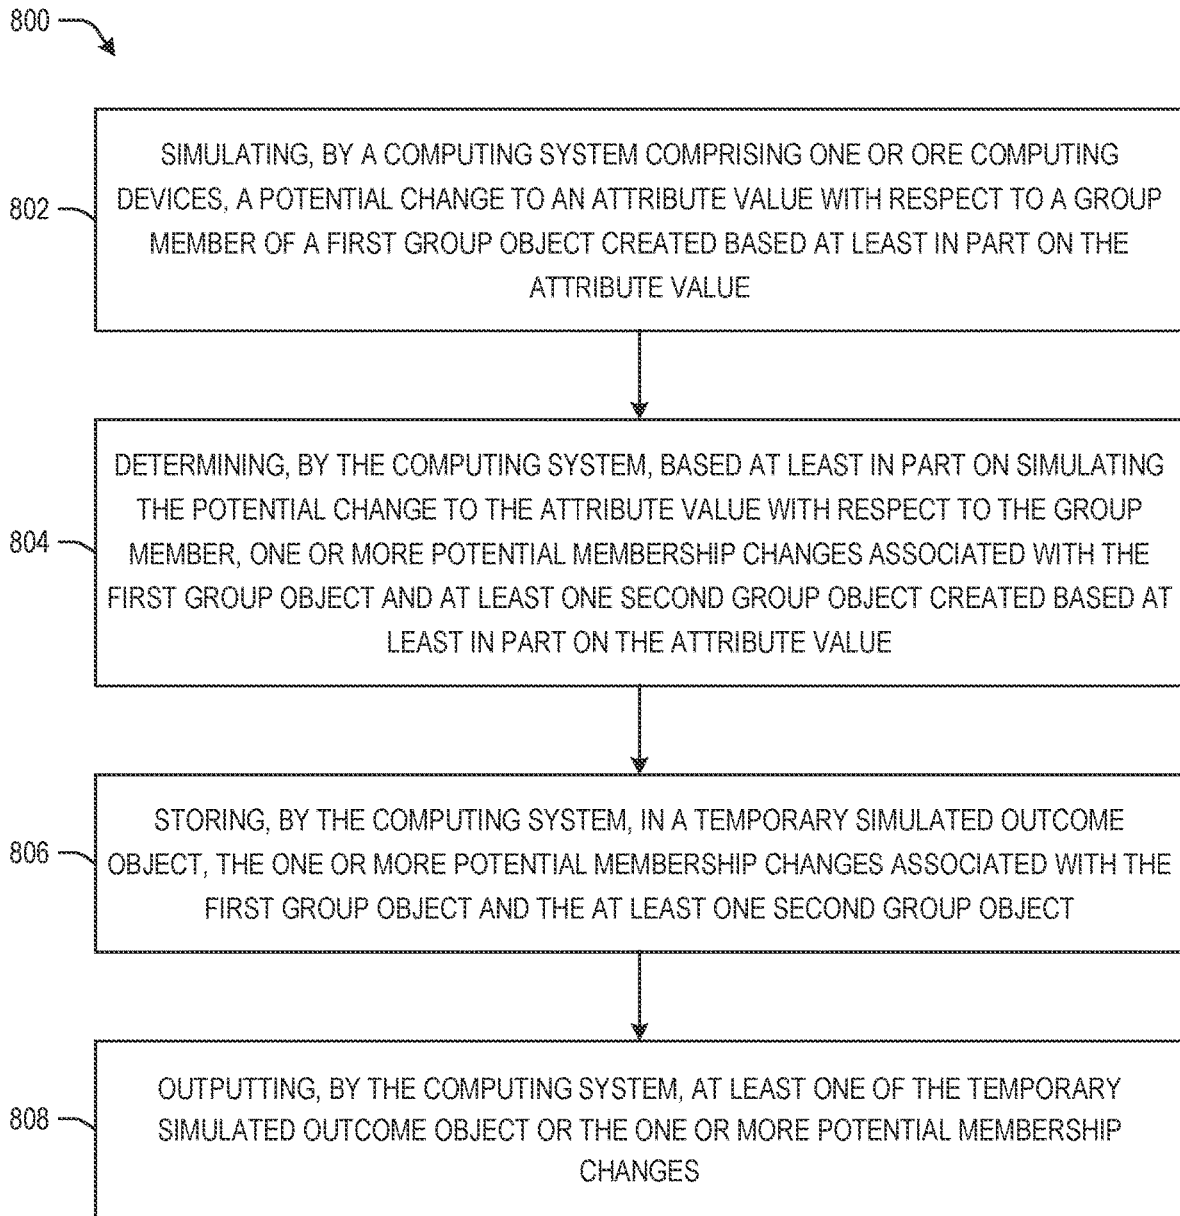 800
802
SIMULATING, BY A COMPUTING SYSTEM COMPRISING ONE OR ORE COMPUTING
DEVICES, A POTENTIAL CHANGE TO AN ATTRIBUTE VALUE WITH RESPECT TO A GROUP
MEMBER OF A FIRST GROUP OBJECT CREATED BASED AT LEAST IN PART ON THE
ATTRIBUTE VALUE
804
DETERMINING, BY THE COMPUTING SYSTEM, BASED AT LEAST IN PART ON SIMULATING
THE POTENTIAL CHANGE TO THE ATTRIBUTE VALUE WITH RESPECT TO THE GROUP
MEMBER, ONE OR MORE POTENTIAL MEMBERSHIP CHANGES ASSOCIATED WITH THE
FIRST GROUP OBJECT AND AT LEAST ONE SECOND GROUP OBJECT CREATED BASED AT
LEAST IN PART ON THE ATTRIBUTE VALUE
806
STORING, BY THE COMPUTING SYSTEM, IN A TEMPORARY SIMULATED OUTCOME
OBJECT, THE ONE OR MORE POTENTIAL MEMBERSHIP CHANGES ASSOCIATED WITH THE
FIRST GROUP OBJECT AND THE AT LEAST ONE SECOND GROUP OBJECT
808
OUTPUTTING, BY THE COMPUTING SYSTEM, AT LEAST ONE OF THE TEMPORARY
SIMULATED OUTCOME OBJECT OR THE ONE OR MORE POTENTIAL MEMBERSHIP
CHANGES